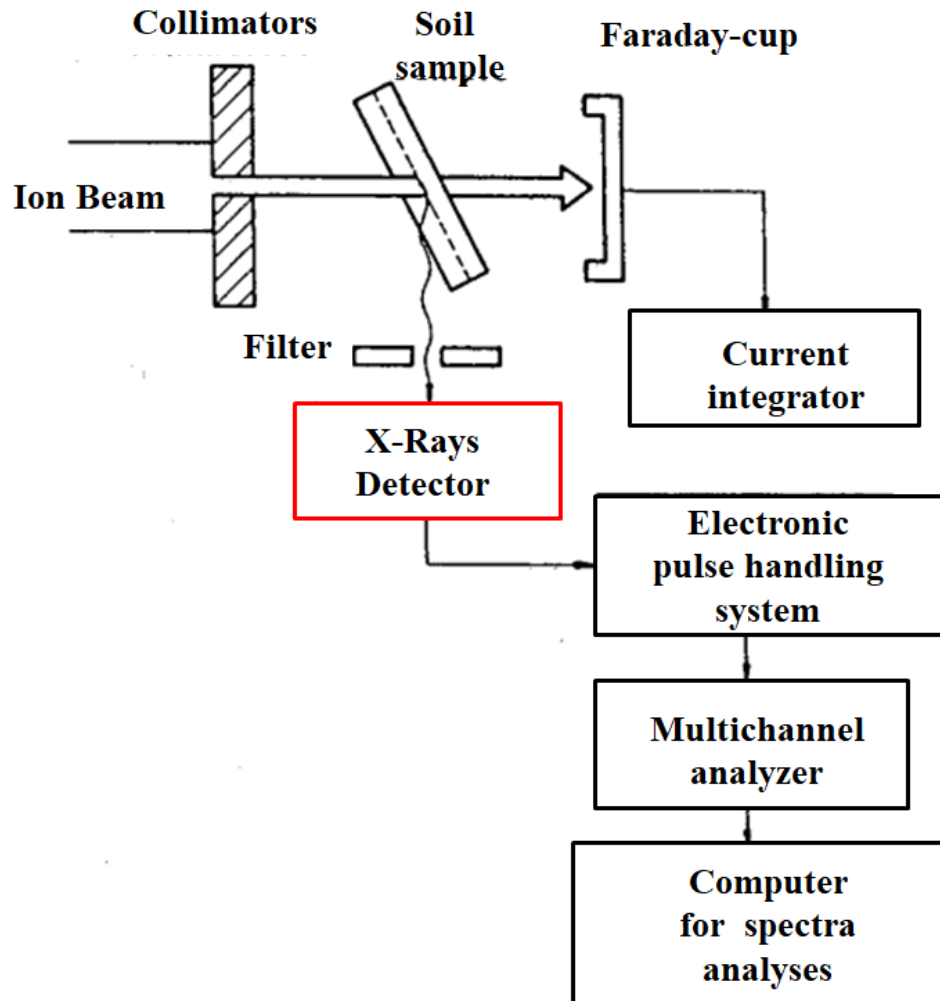 Collimators
Soil
sample
Faraday-cup
Ion Beam
Filter
Current
integrator
X-Rays
Detector
Electronic
pulse handling
system
Multichannel
analyzer
Computer
for spectra
analyses